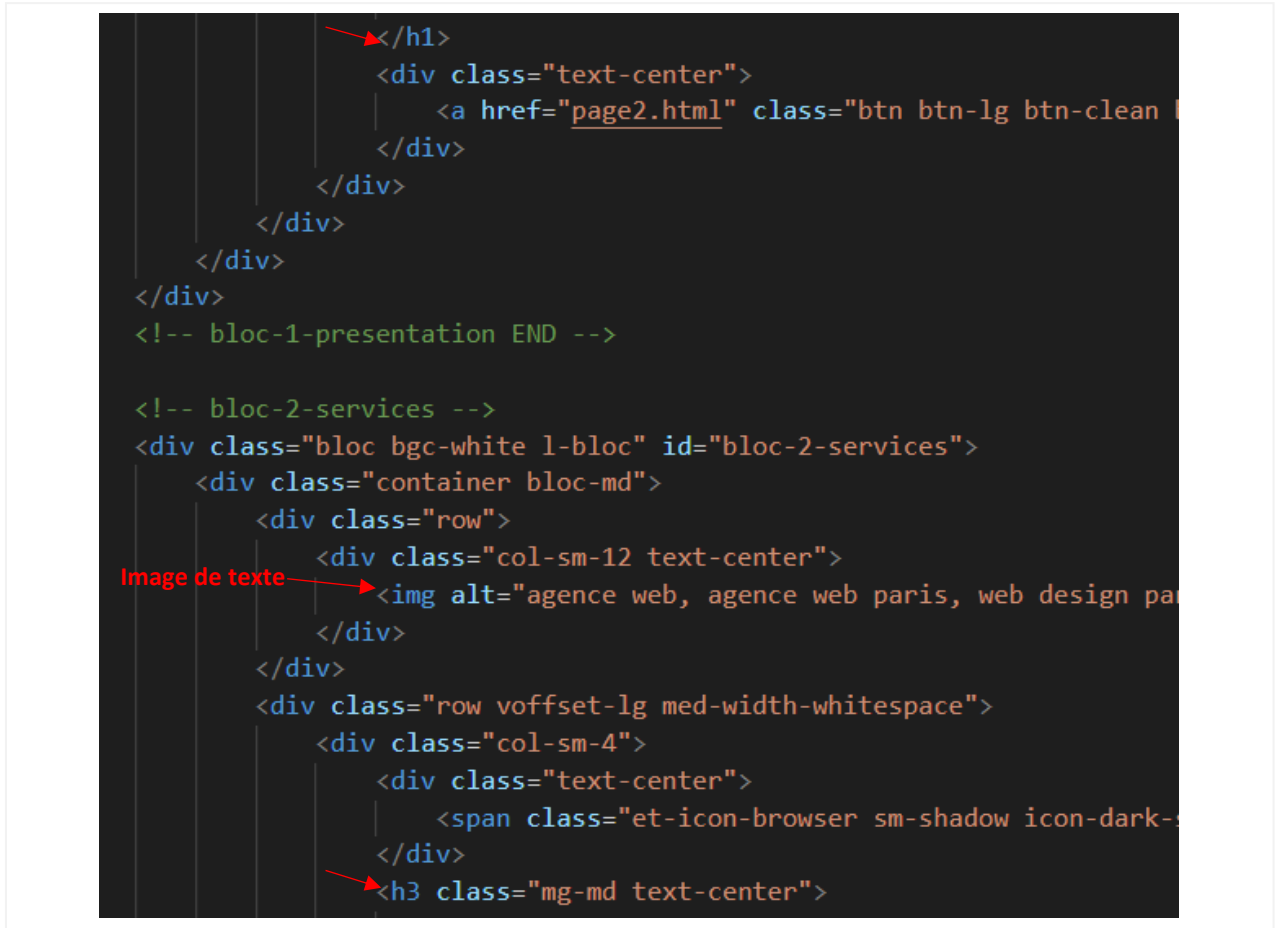 </h1>
<div class="text-center">
<a href="page2.html" class="btn btn-lg btn-clean
</div>
</div>
</div>
</div>
</div>
<!-- bloc-1-presentation END -->
<!-- bloc-2-services -->
<div class="bloc bgc-white l-bloc" id="bloc-2-services">
<div class="container bloc-md">
<div class="row">
<div class="col-sm-12 text-center">
Image de texte
<img alt="agence web, agence web paris, web design
</div>
</div>
<div class="row voffset-lg med-width-whitespace">
<div class="col-sm-4">
<div class="text-center">
<span class="et-icon-browser sm-shadow icon-dark-
</div>
<h3 class="mg-md text-center">